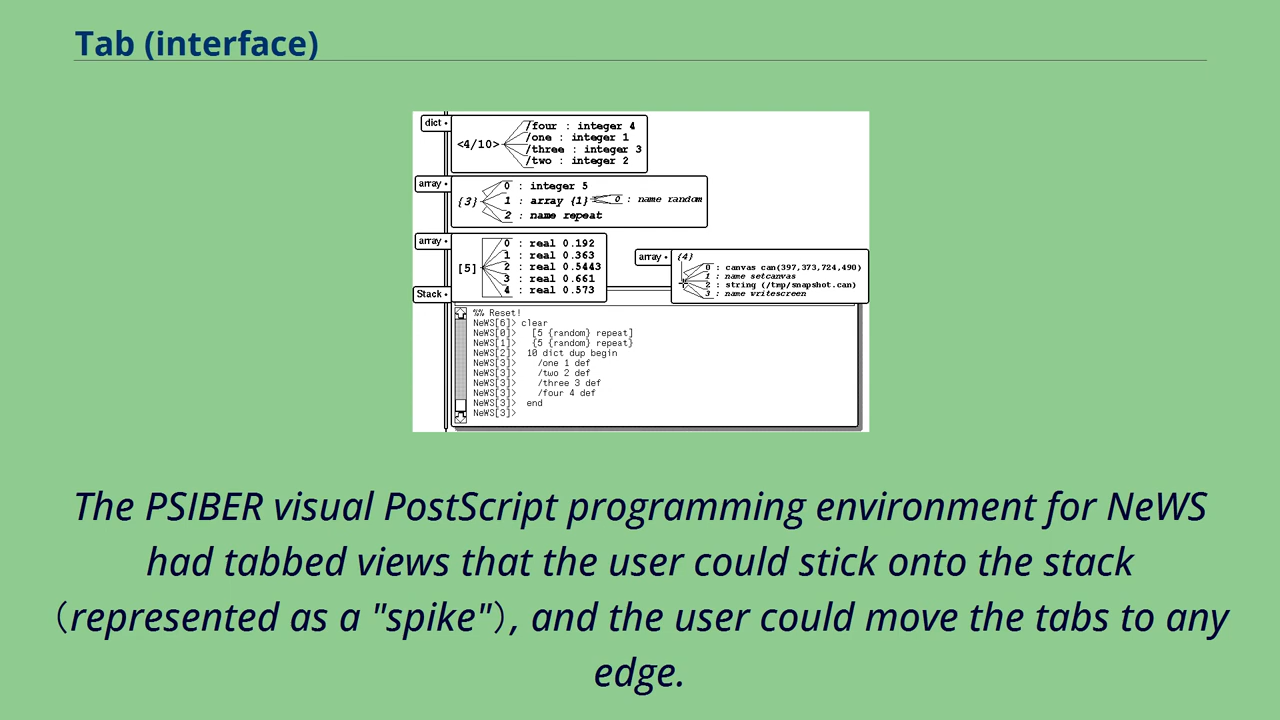 Tab (interface)
dict •
<4/10>
/four : integer 4
/one : integer 1
/three : integer 3
/two : integer 2
array •
{3}
0 : integer 5
1 : array {1} 0 : name random
2 : name repeat
array •
[5]
0 : real 0.192
1 : real 0.363
2 : real 0.5443
3 : real 0.661
4 : real 0.573
array •
{4}
0 : canvas can(397,373,724,490)
1 : name setcanvas
2 : string (/tmp/snapshot.can)
3 : name writescreen
Stack •
%% Reset!
NeWS[6]> clear
NeWS[0]> [5 {random} repeat]
NeWS[1]> {5 {random} repeat}
NeWS[2]> 10 dict dup begin
NeWS[3]> /one 1 def
NeWS[3]> /two 2 def
NeWS[3]> /three 3 def
NeWS[3]> /four 4 def
NeWS[3]> end
NeWS[3]>
The PSIBER visual PostScript programming environment for NeWS
had tabbed views that the user could stick onto the stack
（represented as a "spike"）, and the user could move the tabs to any
edge.